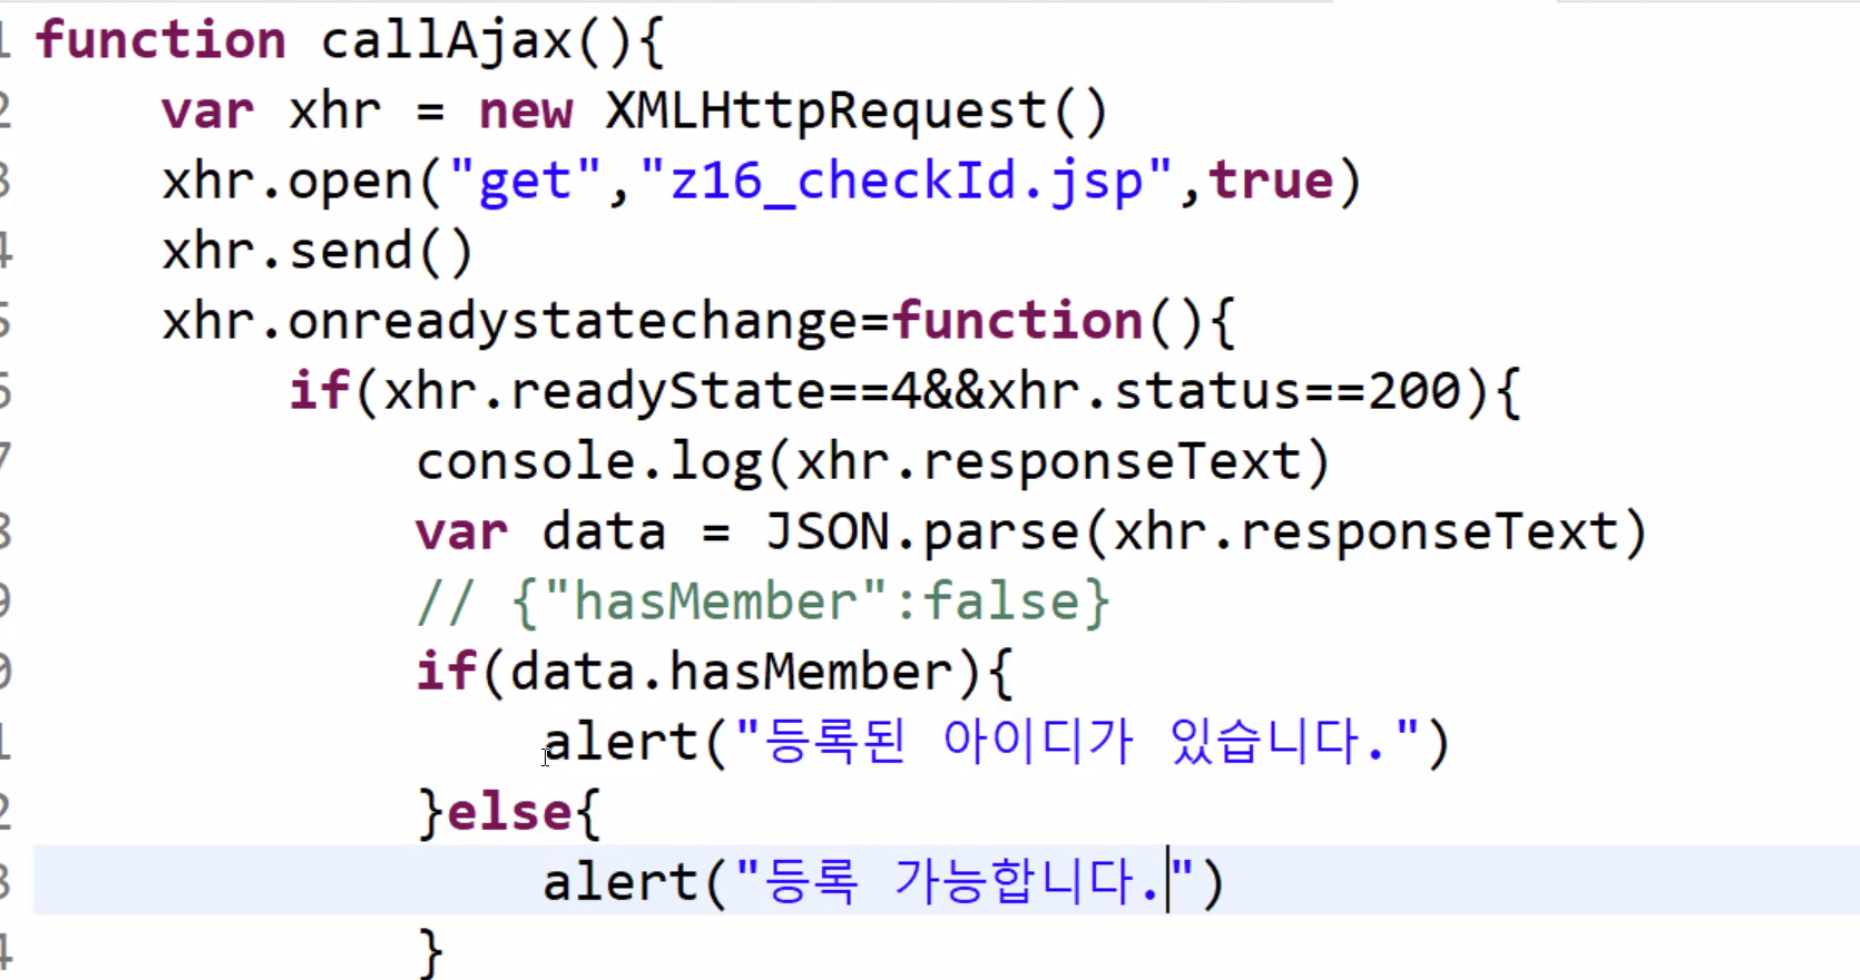 1 function callAjax(){
2 var xhr = new XMLHttpRequest()
3 xhr.open("get","z16_checkId.jsp",true)
4 xhr.send()
5 xhr.onreadystatechange=function(){
6 if(xhr.readyState==4&&xhr.status==200){
7 console.log(xhr.responseText)
8 var data = JSON.parse(xhr.responseText)
9 // {"hasMember":false}
0 if(data.hasMember){
1 alert("등록된 아이디가 있습니다.")
2 }else{
3 alert("등록 가능합니다.")
4 }